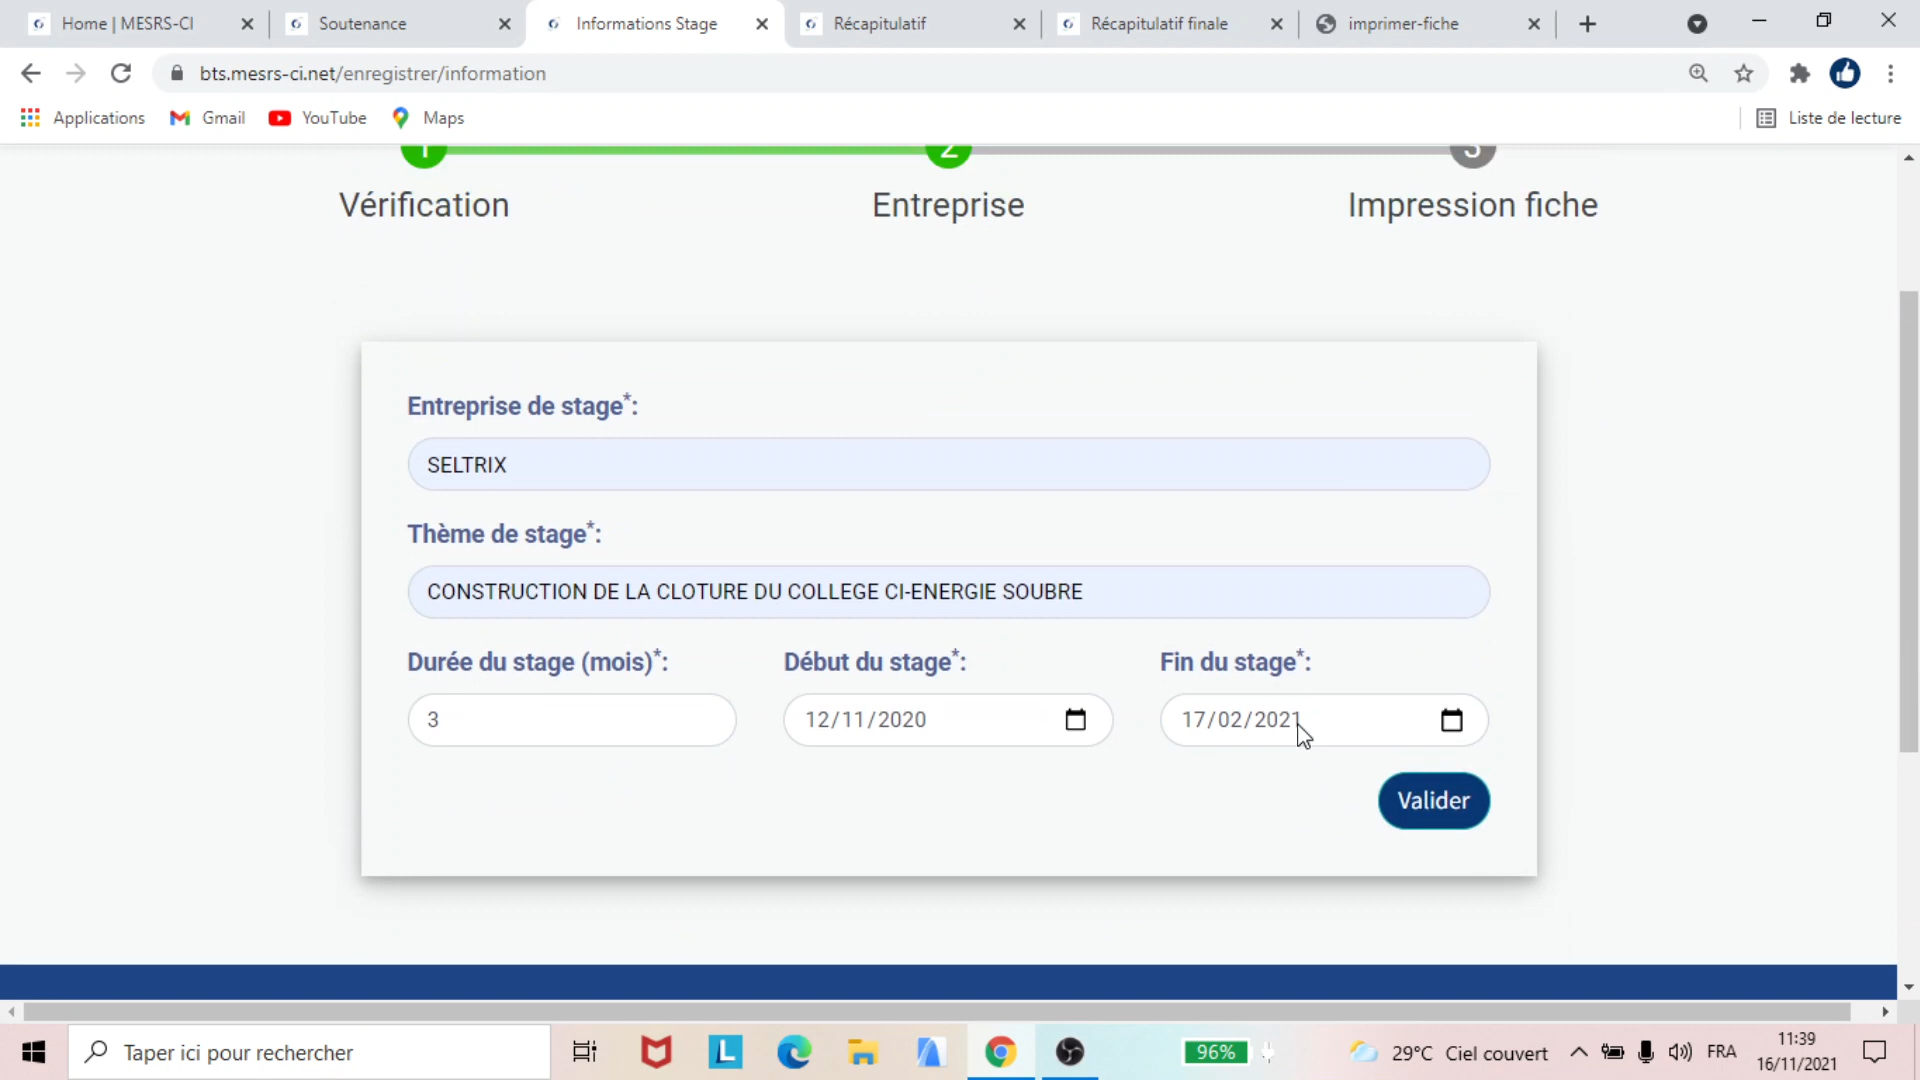 Home | MESRS-CI
Soutenance
Informations Stage
Récapitulatif
Récapitulatif finale
imprimer-fiche
bts.mesrs-ci.net/enregistrer/information
Applications
Gmail
YouTube
Maps
Liste de lecture
1
2
3
Vérification
Entreprise
Impression fiche
Entreprise de stage*:
SELTRIX
Thème de stage*:
CONSTRUCTION DE LA CLOTURE DU COLLEGE CI-ENERGIE SOUBRE
Durée du stage (mois)*:
Début du stage*:
Fin du stage*:
3
12/11/2020
17/02/2021
Valider
Taper ici pour rechercher
L
96%
29°C Ciel couvert
FRA
11:39
16/11/2021